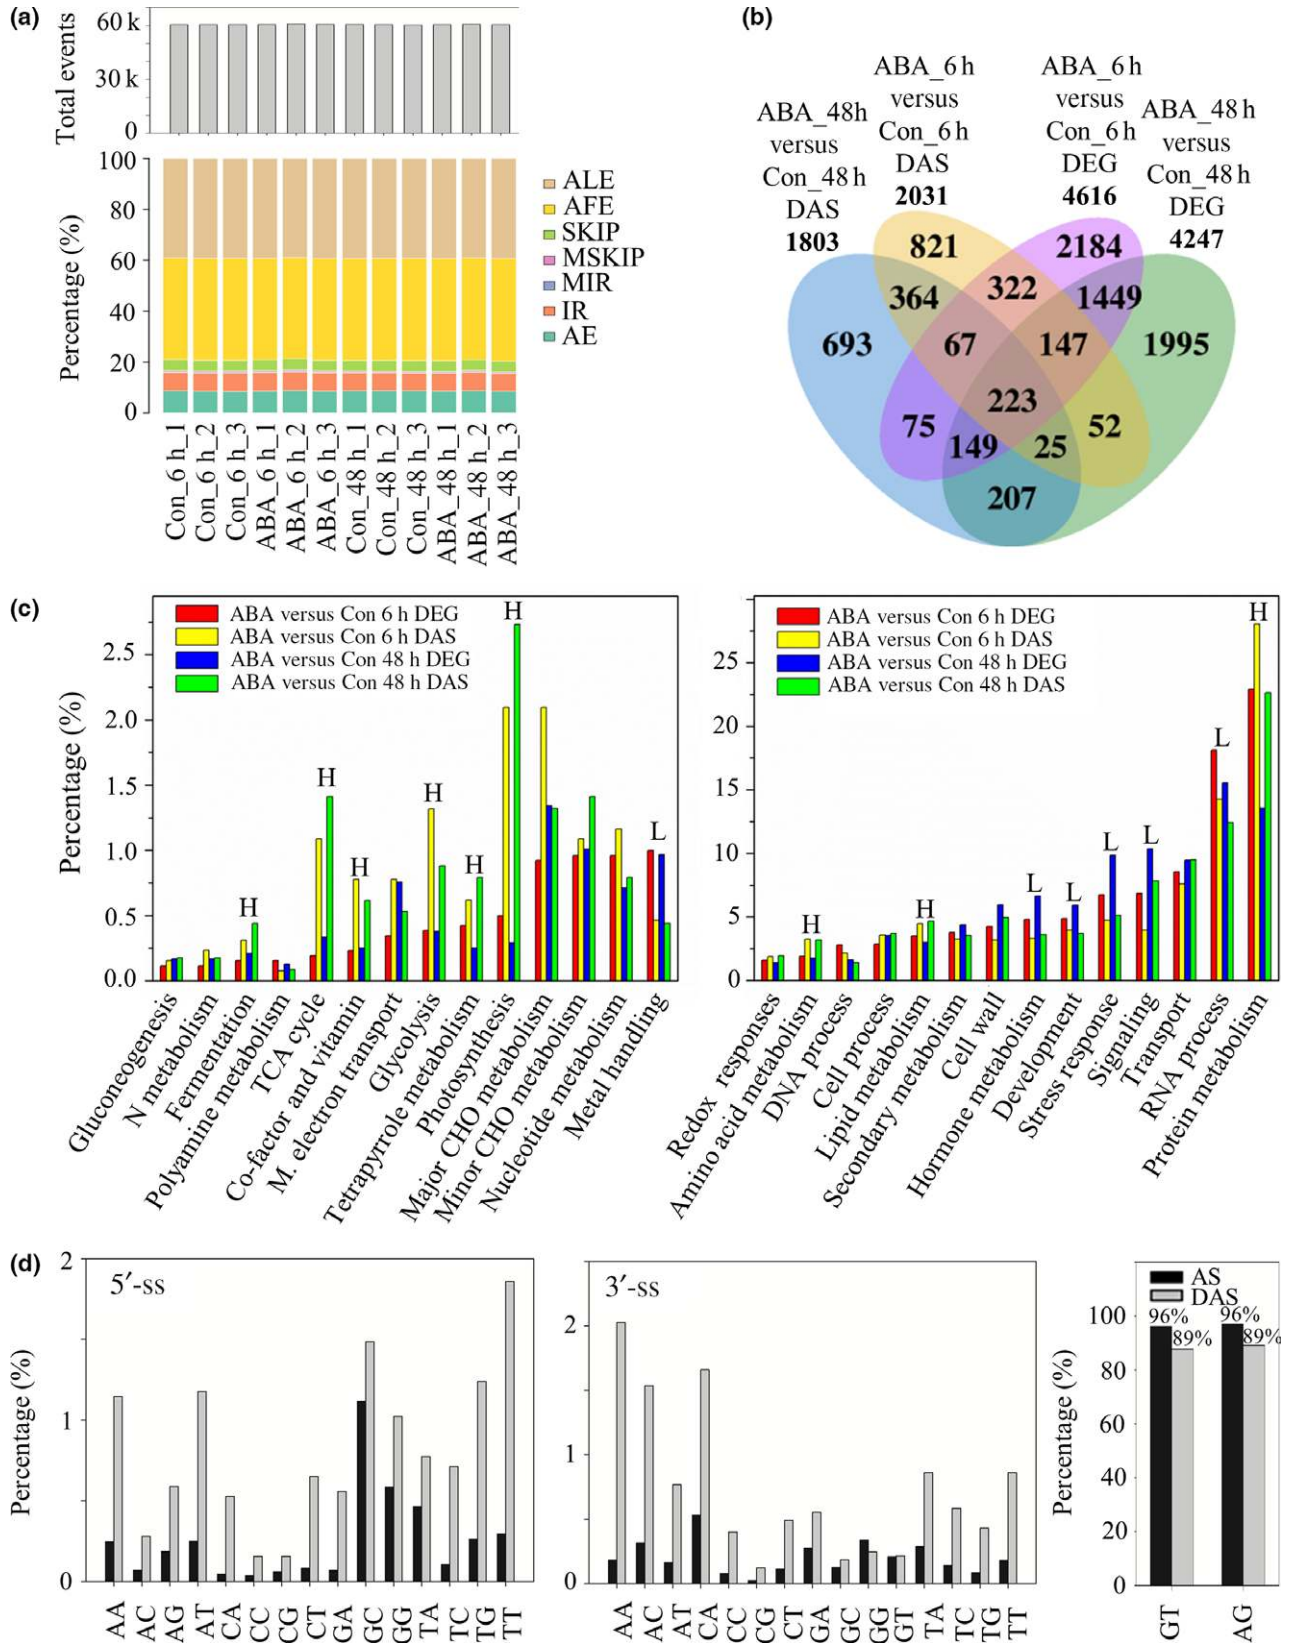 (a)
Total events
60 k
30 k
0
Percentage (%)
100
80
60
40
20
0
ALE
AFE
SKIP
MSKIP
MIR
IR
AE
Con_6 h_1
Con_6 h_2
Con_6 h_3
ABA_6 h_1
ABA_6 h_2
ABA_6 h_3
Con_48 h_1
Con_48 h_2
Con_48 h_3
ABA_48 h_1
ABA_48 h_2
ABA_48 h_3
(b)
ABA_48h
versus
Con_48h
DAS
1803
ABA_6h
versus
Con_6h
DAS
2031
ABA_6h
versus
Con_6h
DEG
4616
ABA_48h
versus
Con_48h
DEG
4247
821
2184
364
322
1449
693
67
147
1995
223
75
149
25
52
207
(c)
Percentage (%)
2.5
2.0
1.5
1.0
0.5
0.0
ABA versus Con 6 h DEG
ABA versus Con 6 h DAS
ABA versus Con 48 h DEG
ABA versus Con 48 h DAS
H
H
H
H
H
H
L
Gluconeogenesis
N metabolism
Fermentation
Polyamine metabolism
TCA cycle
Co-factor and vitamin
M. electron transport
Glycolysis
Tetrapyrrole metabolism
Photosynthesis
Major CHO metabolism
Minor CHO metabolism
Nucleotide metabolism
Metal handling
25
20
15
10
5
0
ABA versus Con 6 h DEG
ABA versus Con 6 h DAS
ABA versus Con 48 h DEG
ABA versus Con 48 h DAS
H
H
L
L
L
L
L
H
Redox responses
Amino acid metabolism
DNA process
Cell process
Lipid metabolism
Secondary metabolism
Cell wall
Hormone metabolism
Development
Stress response
Signaling
Transport
RNA process
Protein metabolism
(d)
Percentage (%)
2
1
0
5′-ss
AA
AC
AG
AT
CA
CC
CG
CT
GA
GC
GG
TA
TC
TG
TT
2
1
0
3′-ss
AA
AC
AT
CA
CC
CG
CT
GA
GC
GG
GT
TA
TC
TG
TT
Percentage (%)
100
80
60
40
20
0
AS
DAS
96%
89%
96%
89%
GT
AG